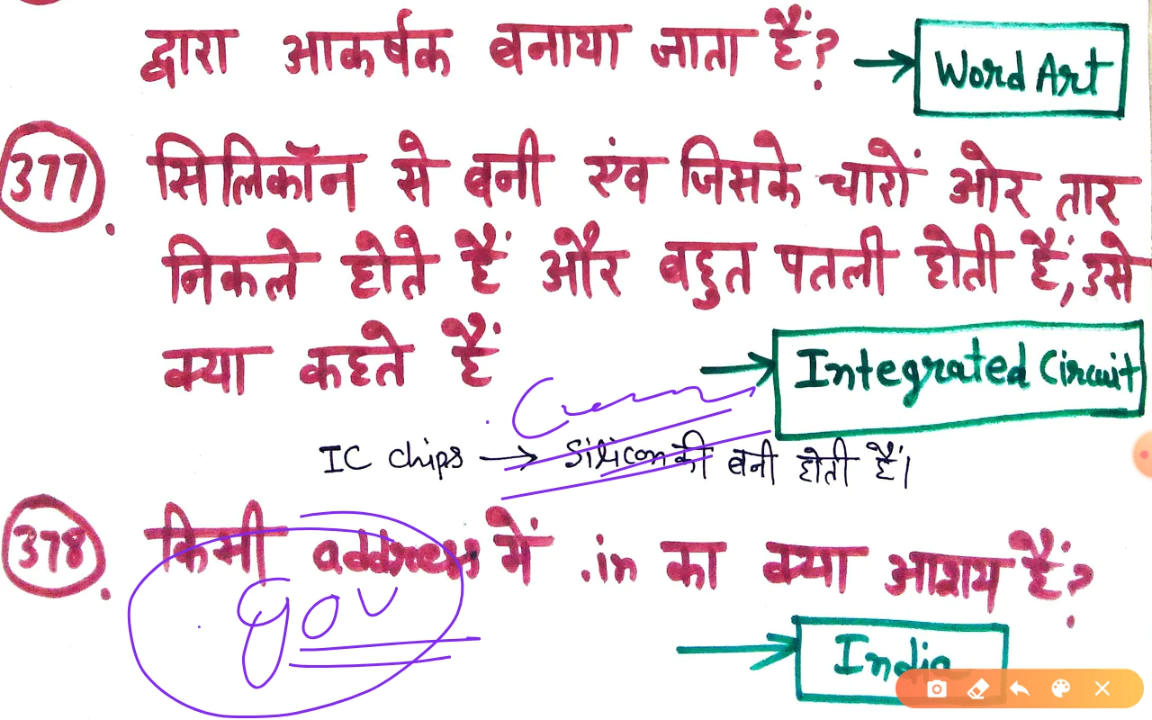 द्वारा आकर्षक बनाया जाता हैं? → Word Art
377. सिलिकॉन से बनी एंव जिसके चारों ओर तार
निकले होते हैं और बहुत पतली होती हैं, उसे
क्या कहते हैं → Integrated Circuit
IC chips → Silicon की बनी होती हैं।
378. किसी address में .in का क्या आशय हैं?
gov
→ India